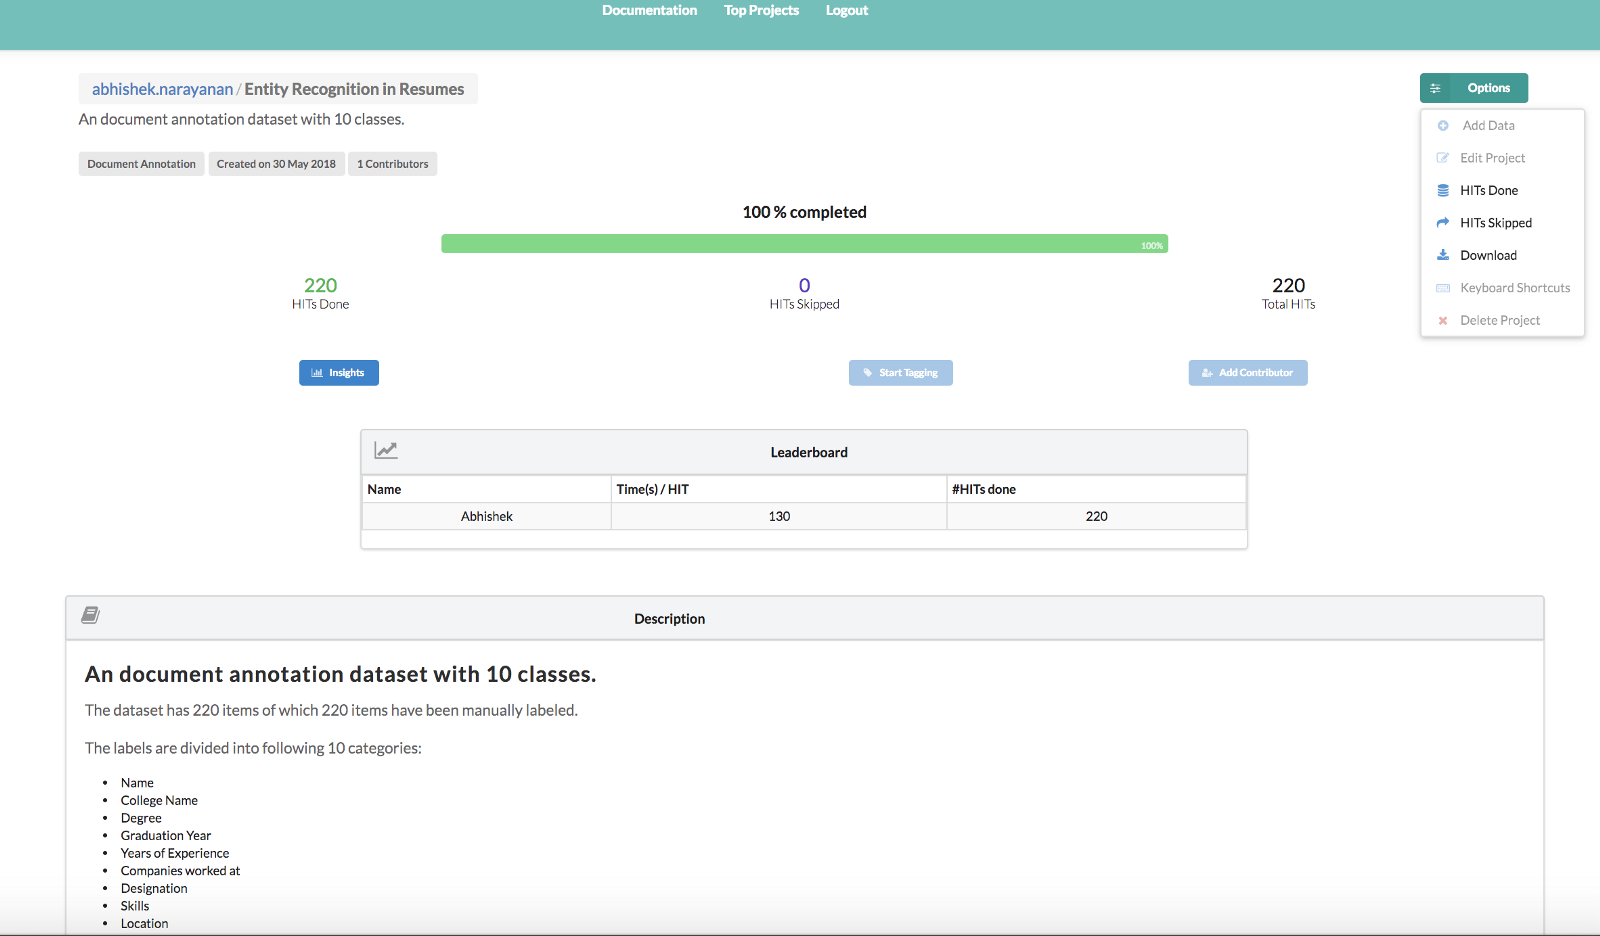 Documentation Top Projects Logout
abhishek.narayanan / Entity Recognition in Resumes
An document annotation dataset with 10 classes.
Document Annotation Created on 30 May 2018 1 Contributors
Options
Add Data
Edit Project
HITs Done
HITs Skipped
Download
Keyboard Shortcuts
Delete Project
100 % completed
100%
220 0 220
HITs Done HITs Skipped Total HITs
Insights Start Tagging Add Contributor
Leaderboard
Name Time(s) / HIT #HITs done
Abhishek 130 220
Description
An document annotation dataset with 10 classes.
The dataset has 220 items of which 220 items have been manually labeled.
The labels are divided into following 10 categories:
• Name
• College Name
• Degree
• Graduation Year
• Years of Experience
• Companies worked at
• Designation
• Skills
• Location